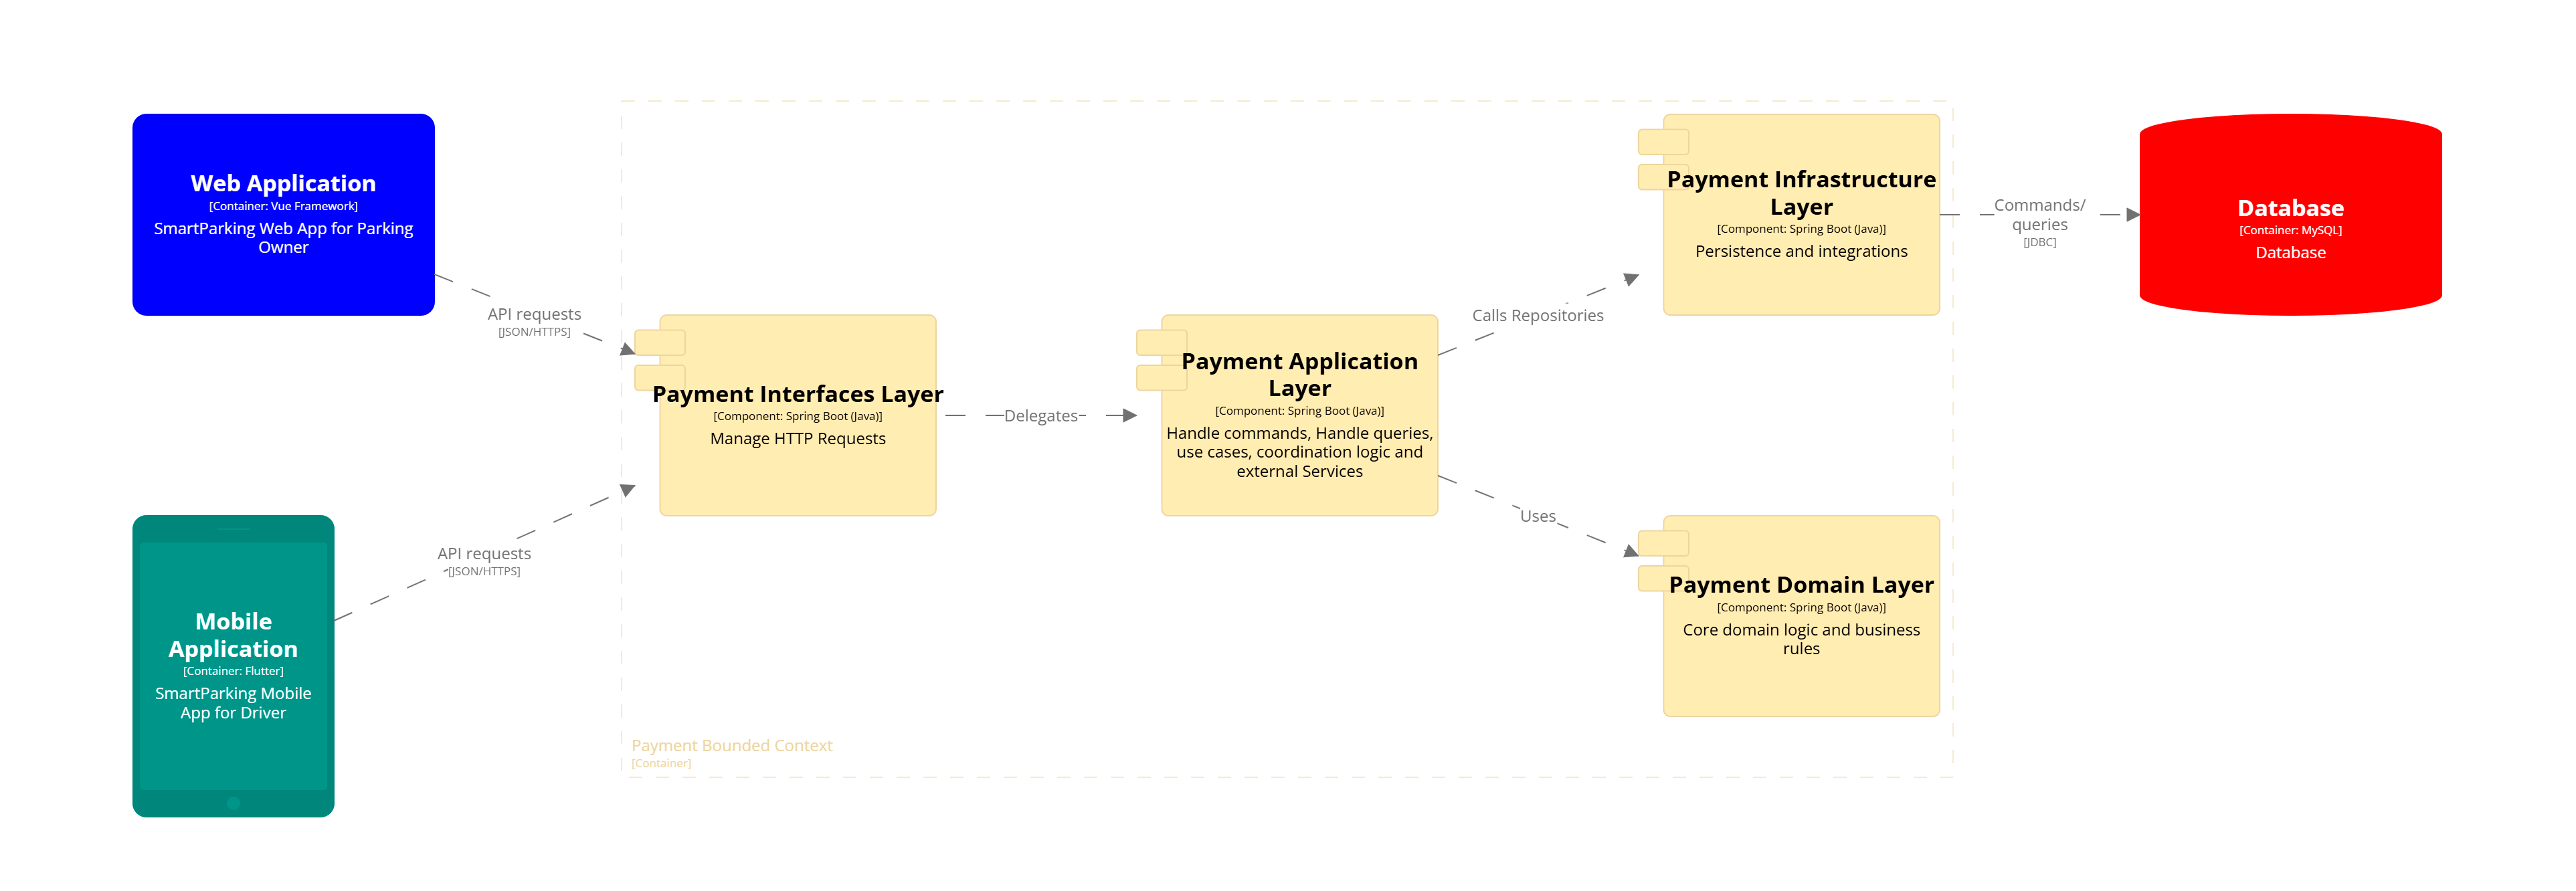 Web Application
[Container: Vue Framework]
SmartParking Web App for Parking
Owner
API requests
[JSON/HTTPS]
Mobile
Application
[Container: Flutter]
SmartParking Mobile
App for Driver
API requests
[JSON/HTTPS]
Payment Interfaces Layer
[Component: Spring Boot (Java)]
Manage HTTP Requests
Delegates
Payment Application
Layer
[Component: Spring Boot (Java)]
Handle commands, Handle queries,
use cases, coordination logic and
external Services
Calls Repositories
Uses
Payment Infrastructure
Layer
[Component: Spring Boot (Java)]
Persistence and integrations
Payment Domain Layer
[Component: Spring Boot (Java)]
Core domain logic and business
rules
Commands/
queries
[JDBC]
Database
[Container: MySQL]
Database
Payment Bounded Context
[Container]